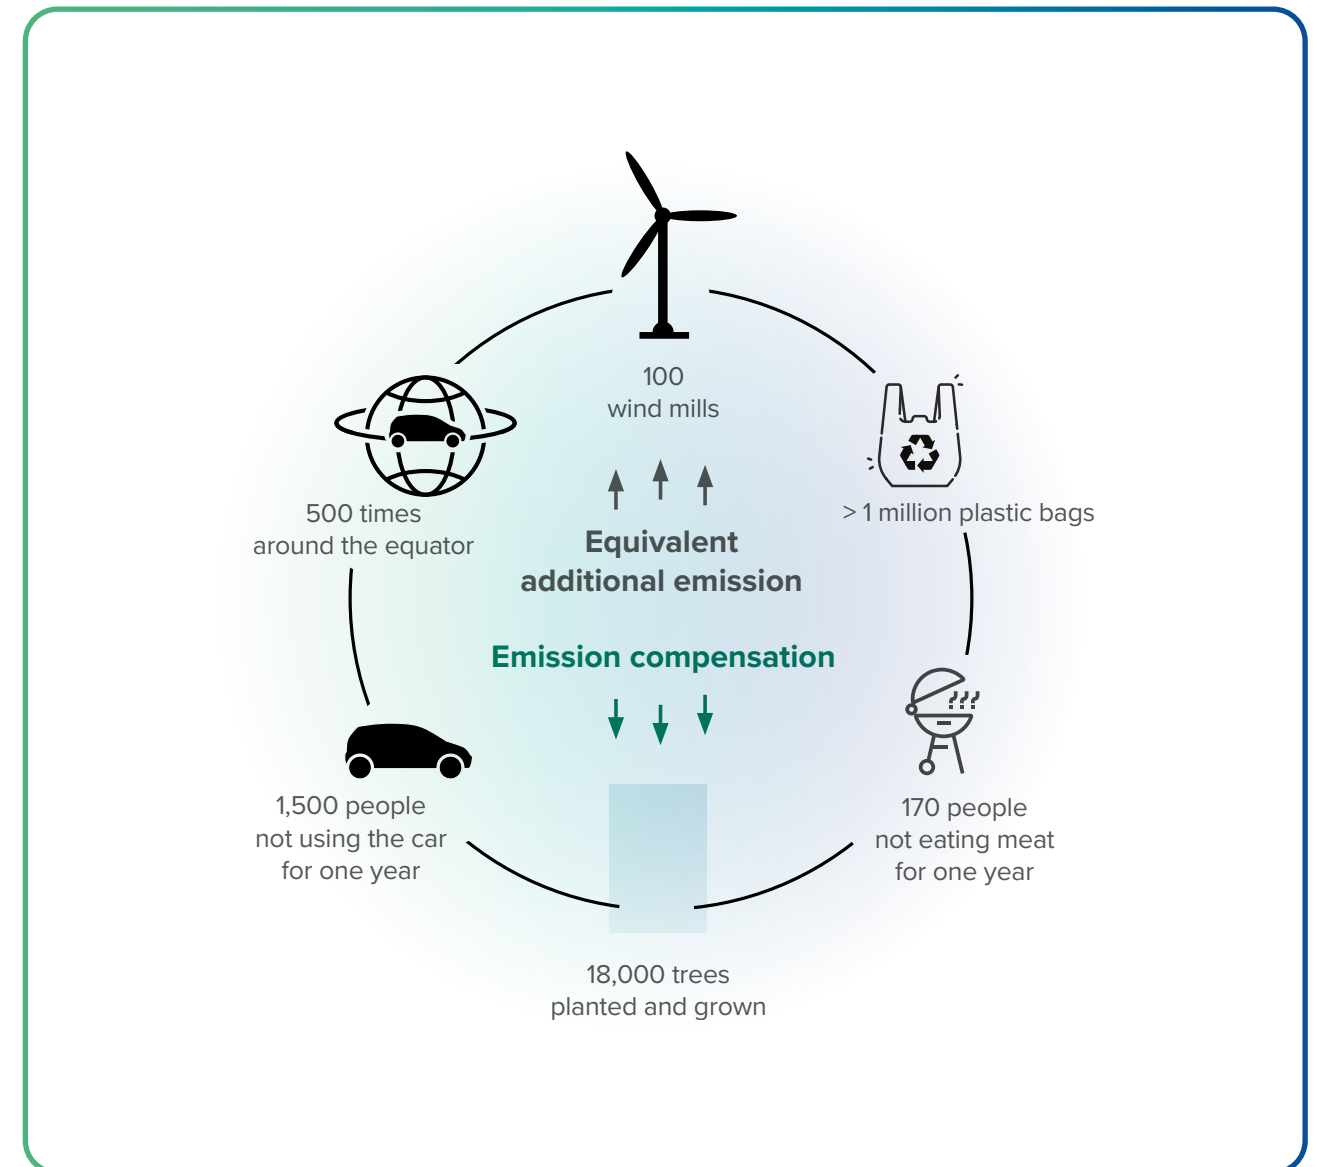 100
wind mills
500 times
around the equator
> 1 million plastic bags
Equivalent
additional emission
Emission compensation
1,500 people
not using the car
for one year
170 people
not eating meat
for one year
18,000 trees
planted and grown